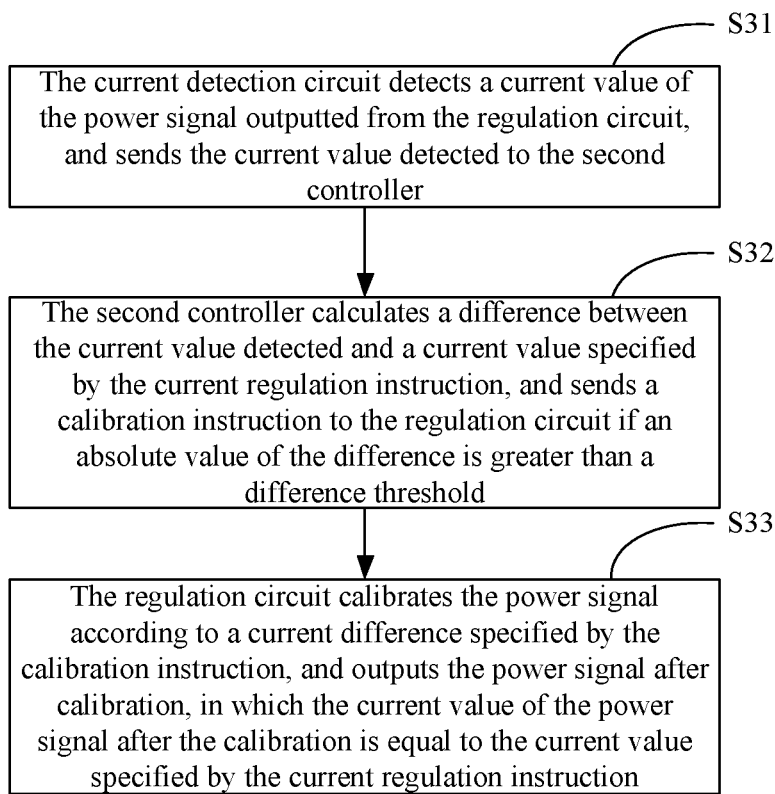 S31
The current detection circuit detects a current value of
the power signal outputted from the regulation circuit,
and sends the current value detected to the second
controller
S32
The second controller calculates a difference between
the current value detected and a current value specified
by the current regulation instruction, and sends a
calibration instruction to the regulation circuit if an
absolute value of the difference is greater than a
difference threshold
S33
The regulation circuit calibrates the power signal
according to a current difference specified by the
calibration instruction, and outputs the power signal after
calibration, in which the current value of the power
signal after the calibration is equal to the current value
specified by the current regulation instruction